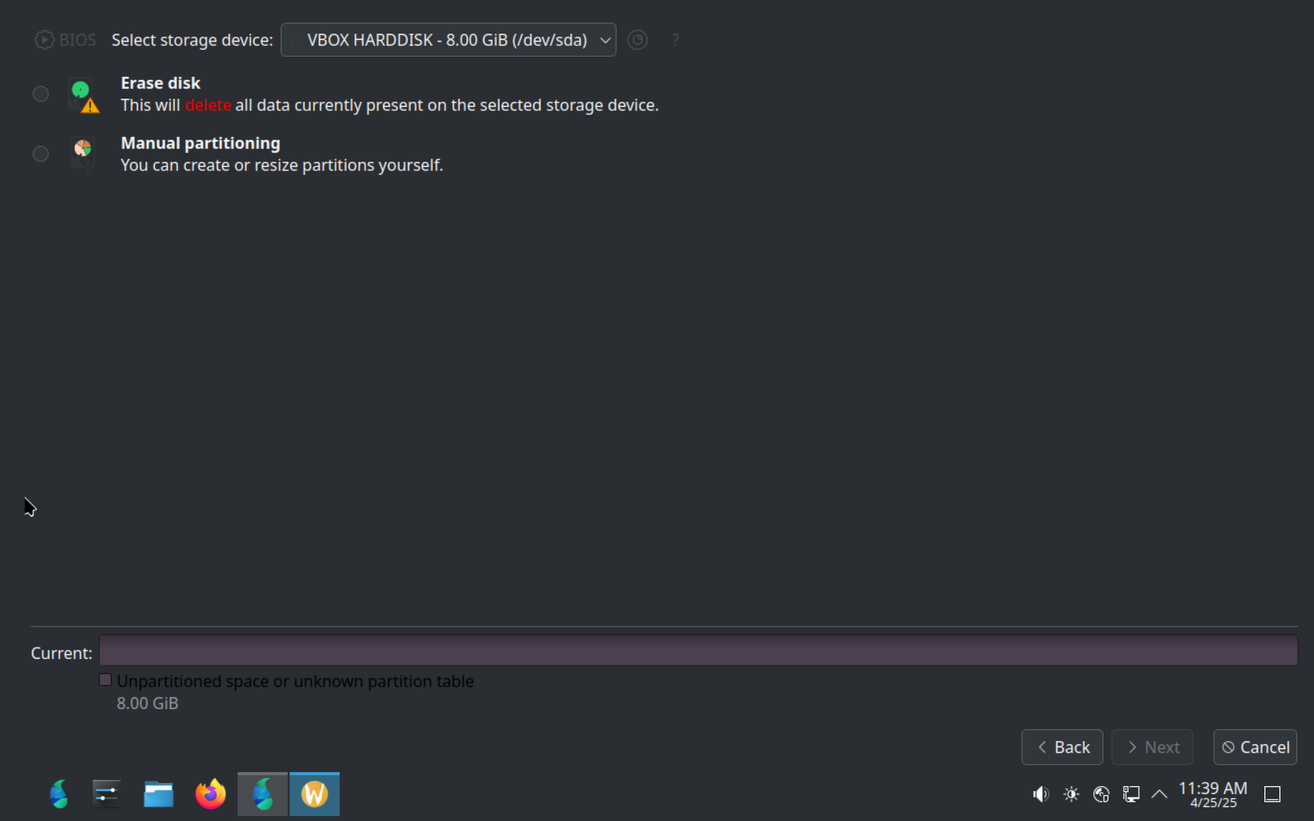 BIOS Select storage device: VBOX HARDDISK - 8.00 GiB (/dev/sda) ?
Erase disk
This will delete all data currently present on the selected storage device.
Manual partitioning
You can create or resize partitions yourself.
Current:
Unpartitioned space or unknown partition table
8.00 GiB
Back Next Cancel
W
11:39 AM
4/25/25